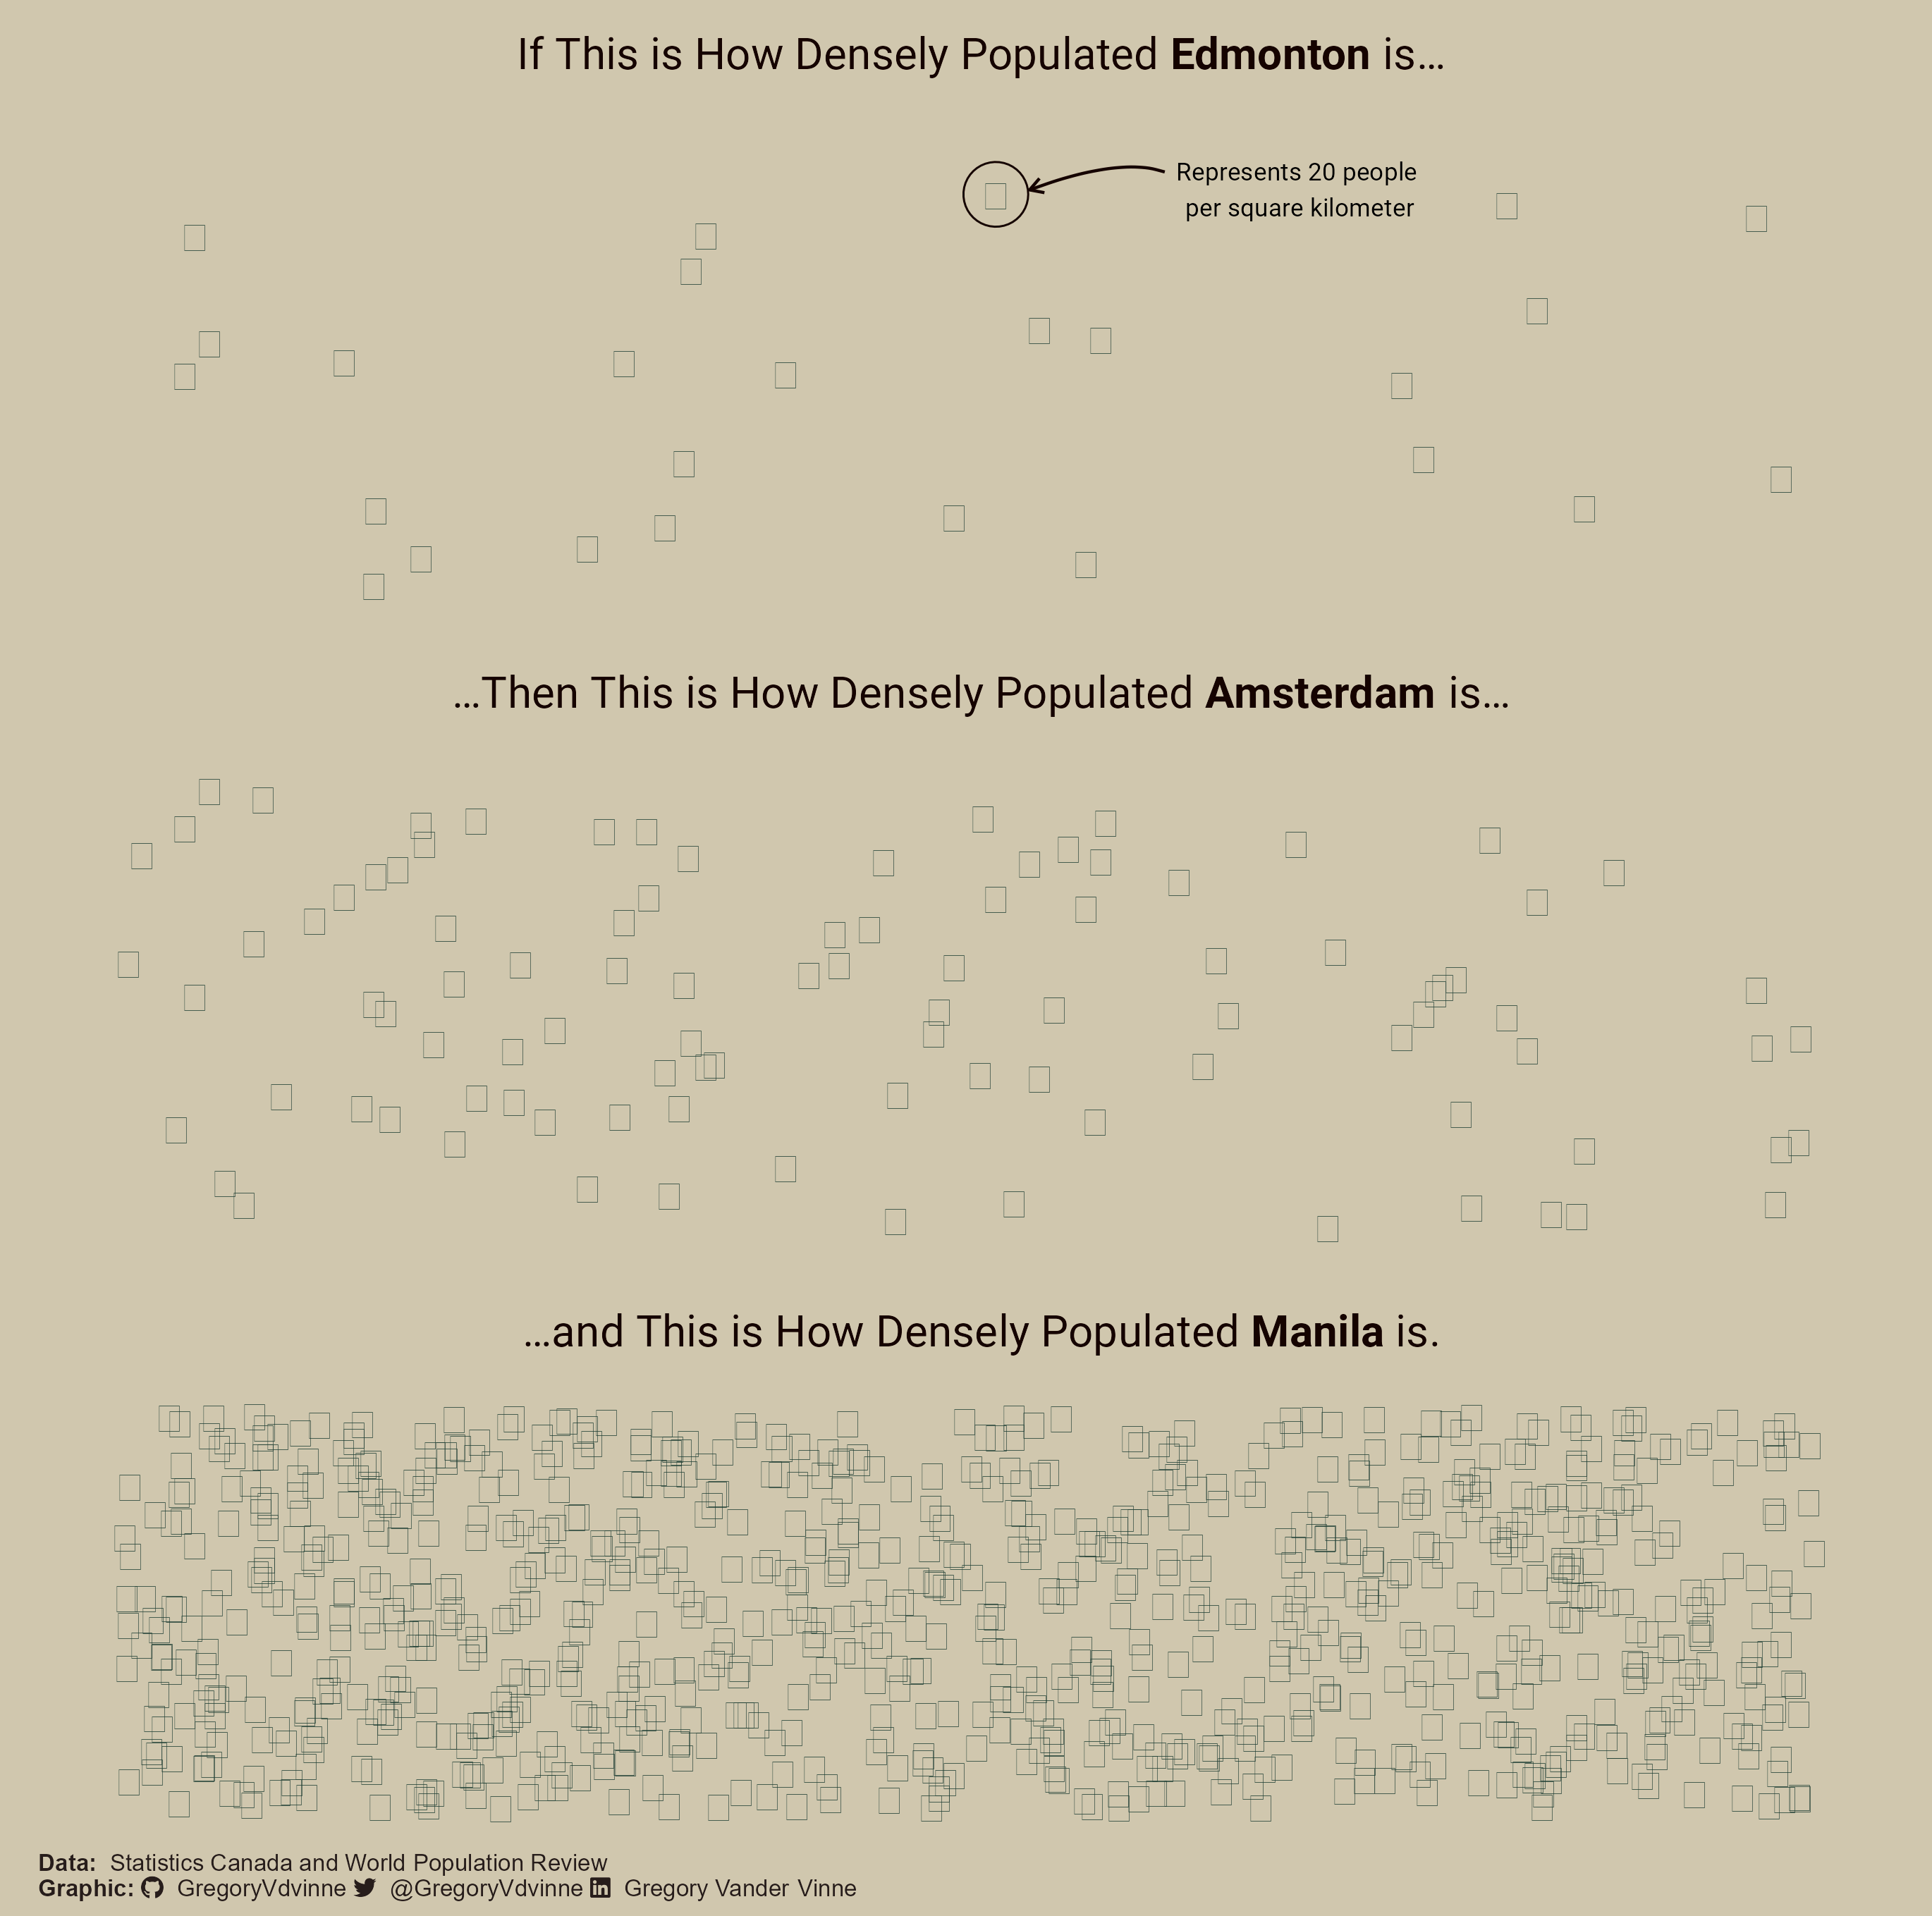 If This is How Densely Populated Edmonton is…
Represents 20 people
per square kilometer
…Then This is How Densely Populated Amsterdam is…
…and This is How Densely Populated Manila is.
Data: Statistics Canada and World Population Review
Graphic: GregoryVdvinne @GregoryVdvinne Gregory Vander Vinne